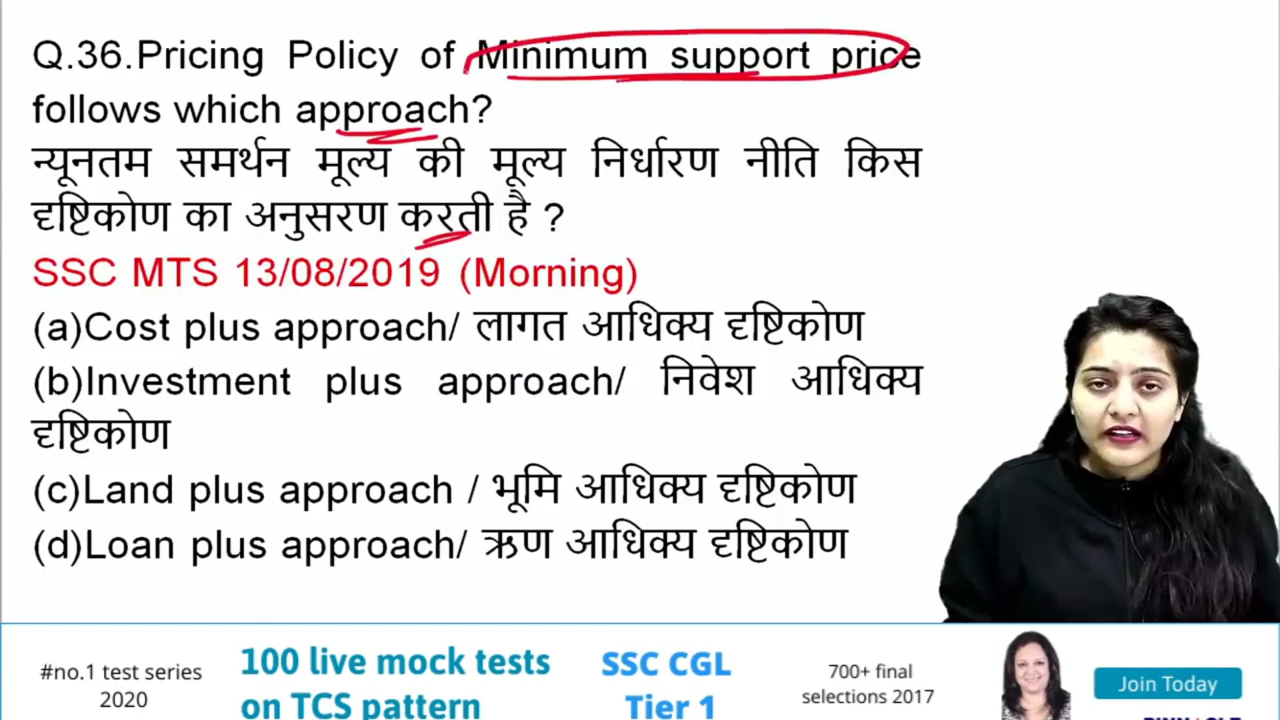 Q.36.Pricing Policy of Minimum support price
follows which approach?
न्यूनतम समर्थन मूल्य की मूल्य निर्धारण नीति किस
दृष्टिकोण का अनुसरण करती है ?
SSC MTS 13/08/2019 (Morning)
(a)Cost plus approach/ लागत आधिक्य दृष्टिकोण
(b)Investment plus approach/ निवेश आधिक्य
दृष्टिकोण
(c)Land plus approach / भूमि आधिक्य दृष्टिकोण
(d)Loan plus approach/ ऋण आधिक्य दृष्टिकोण
#no.1 test series
2020
100 live mock tests
on TCS pattern
SSC CGL
Tier 1
700+ final
selections 2017
Join Today